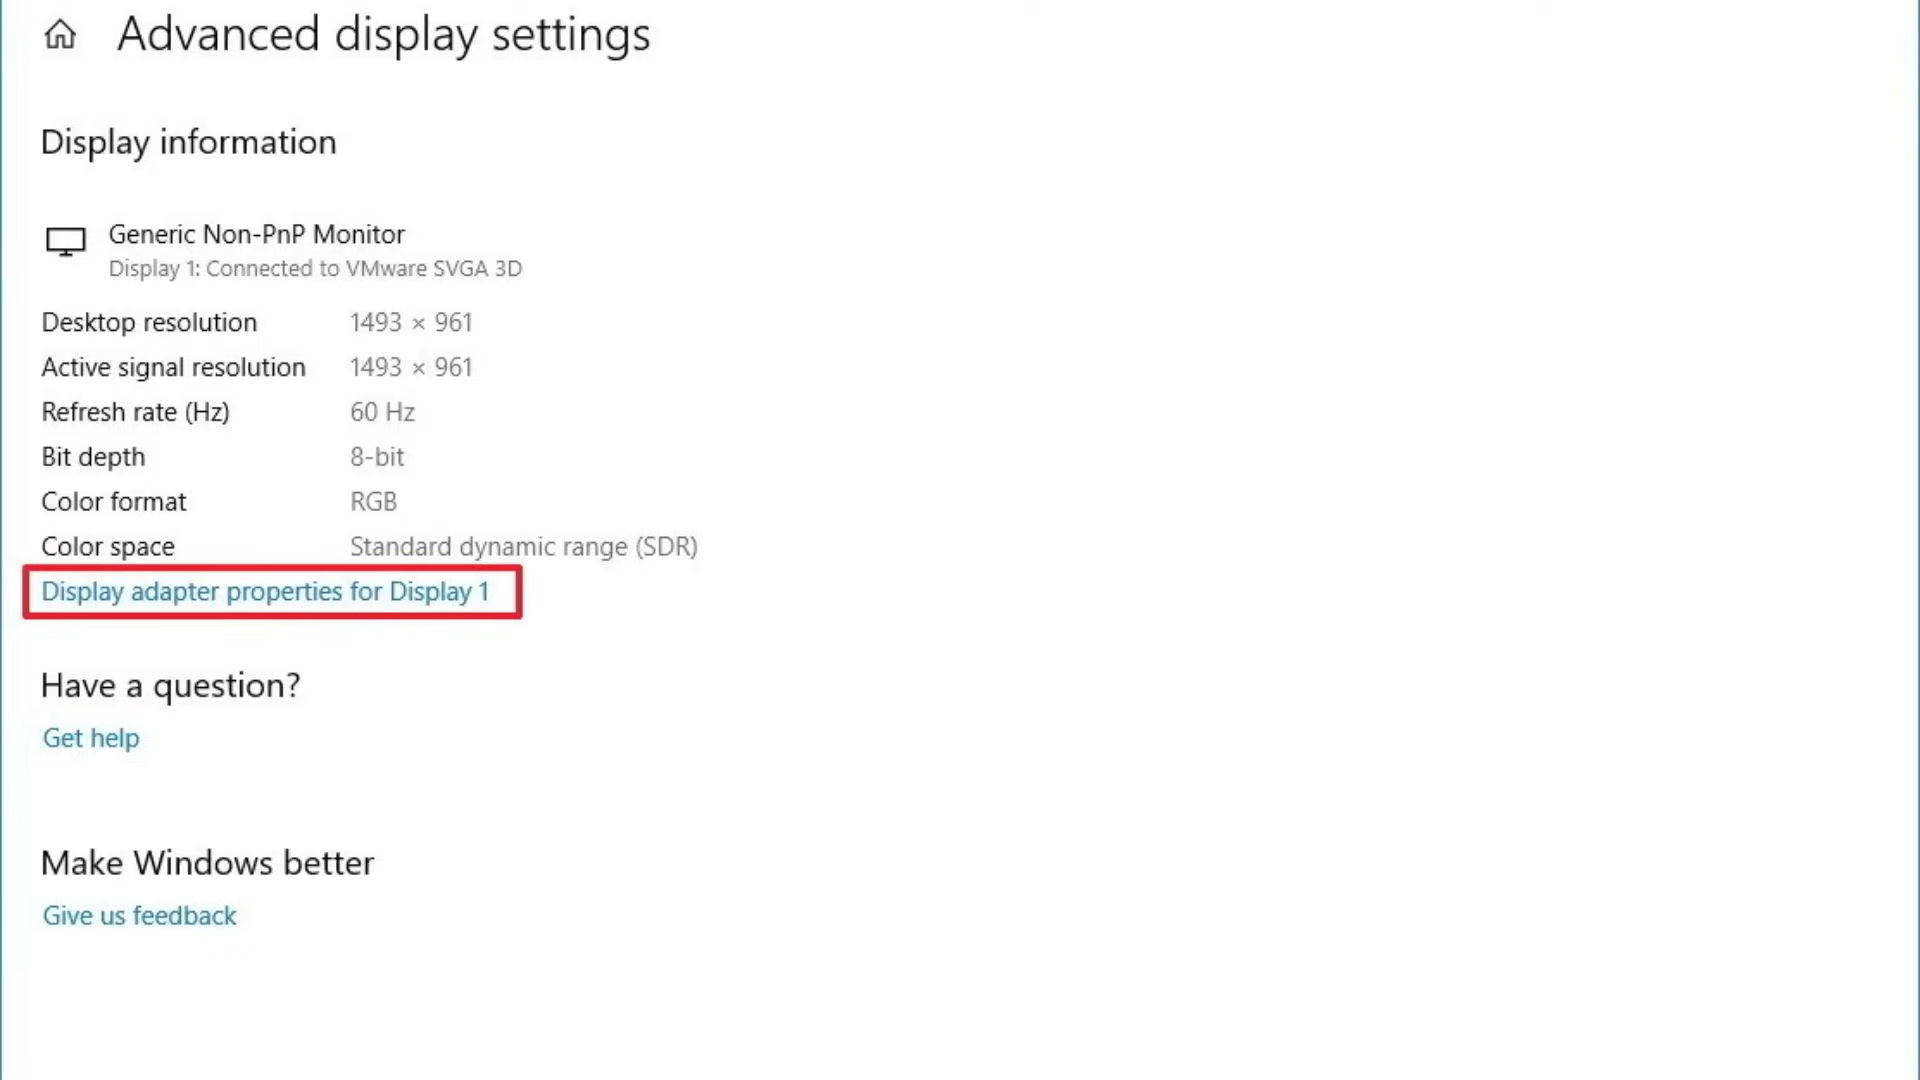 Advanced display settings
Display information
Generic Non-PnP Monitor
Display 1: Connected to VMware SVGA 3D
Desktop resolution 1493 × 961
Active signal resolution 1493 × 961
Refresh rate (Hz) 60 Hz
Bit depth 8-bit
Color format RGB
Color space Standard dynamic range (SDR)
Display adapter properties for Display 1
Have a question?
Get help
Make Windows better
Give us feedback